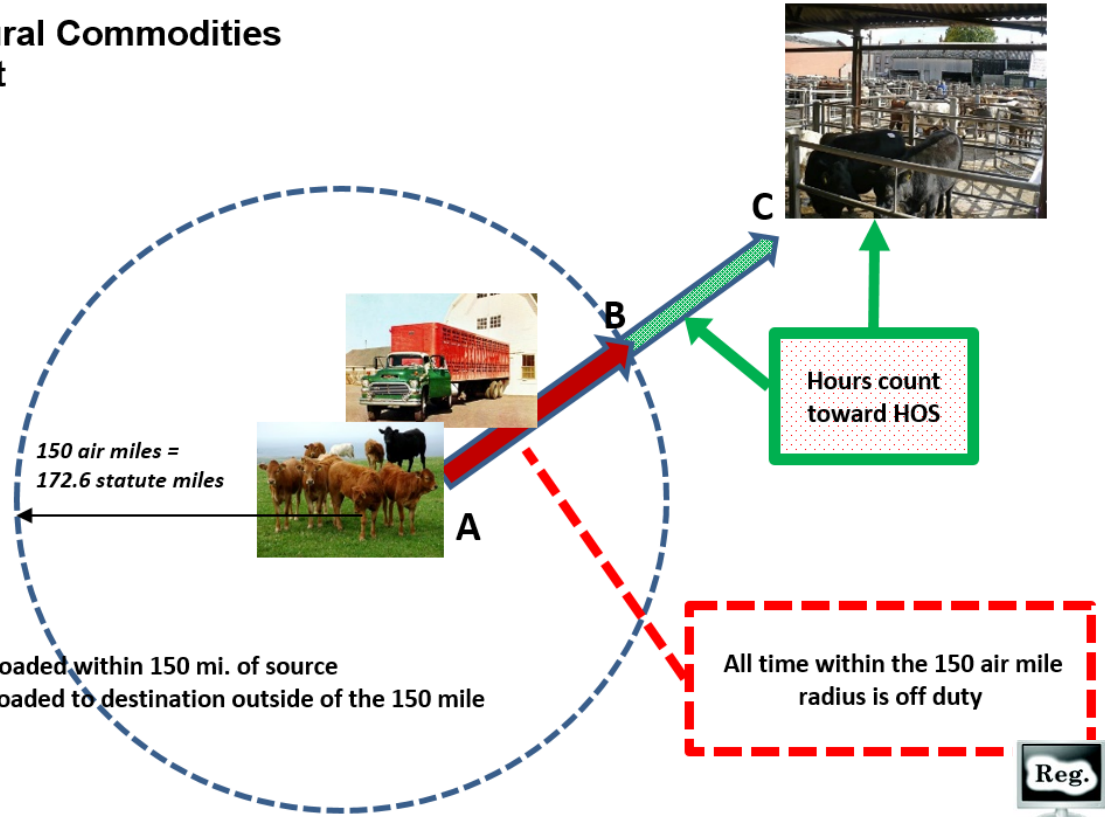 ural Commodities
t
C
B
Hours count
toward HOS
150 air miles =
172.6 statute miles
A
oaded within 150 mi. of source
oaded to destination outside of the 150 mile
All time within the 150 air mile
radius is off duty
Reg.